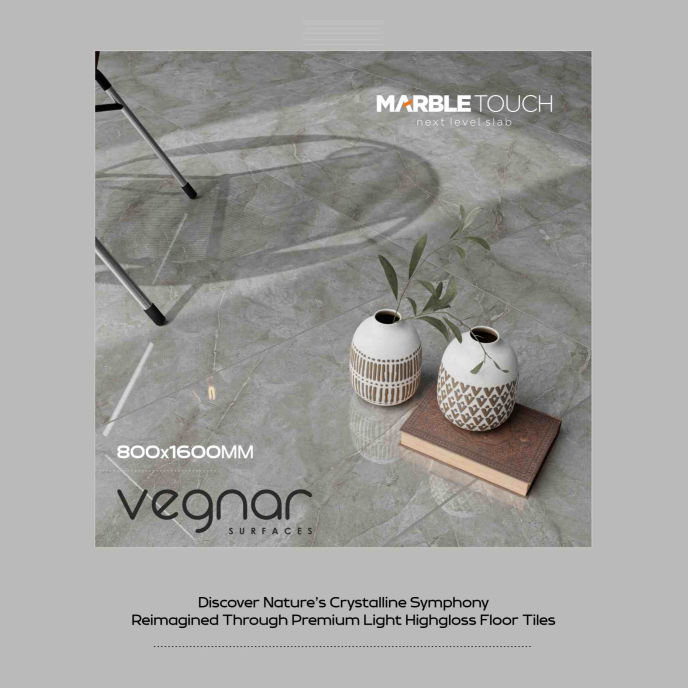 MARBLE TOUCH
next level slab
800x1600MM
vegnar
SURFACES
Discover Nature's Crystalline Symphony
Reimagined Through Premium Light Highgloss Floor Tiles